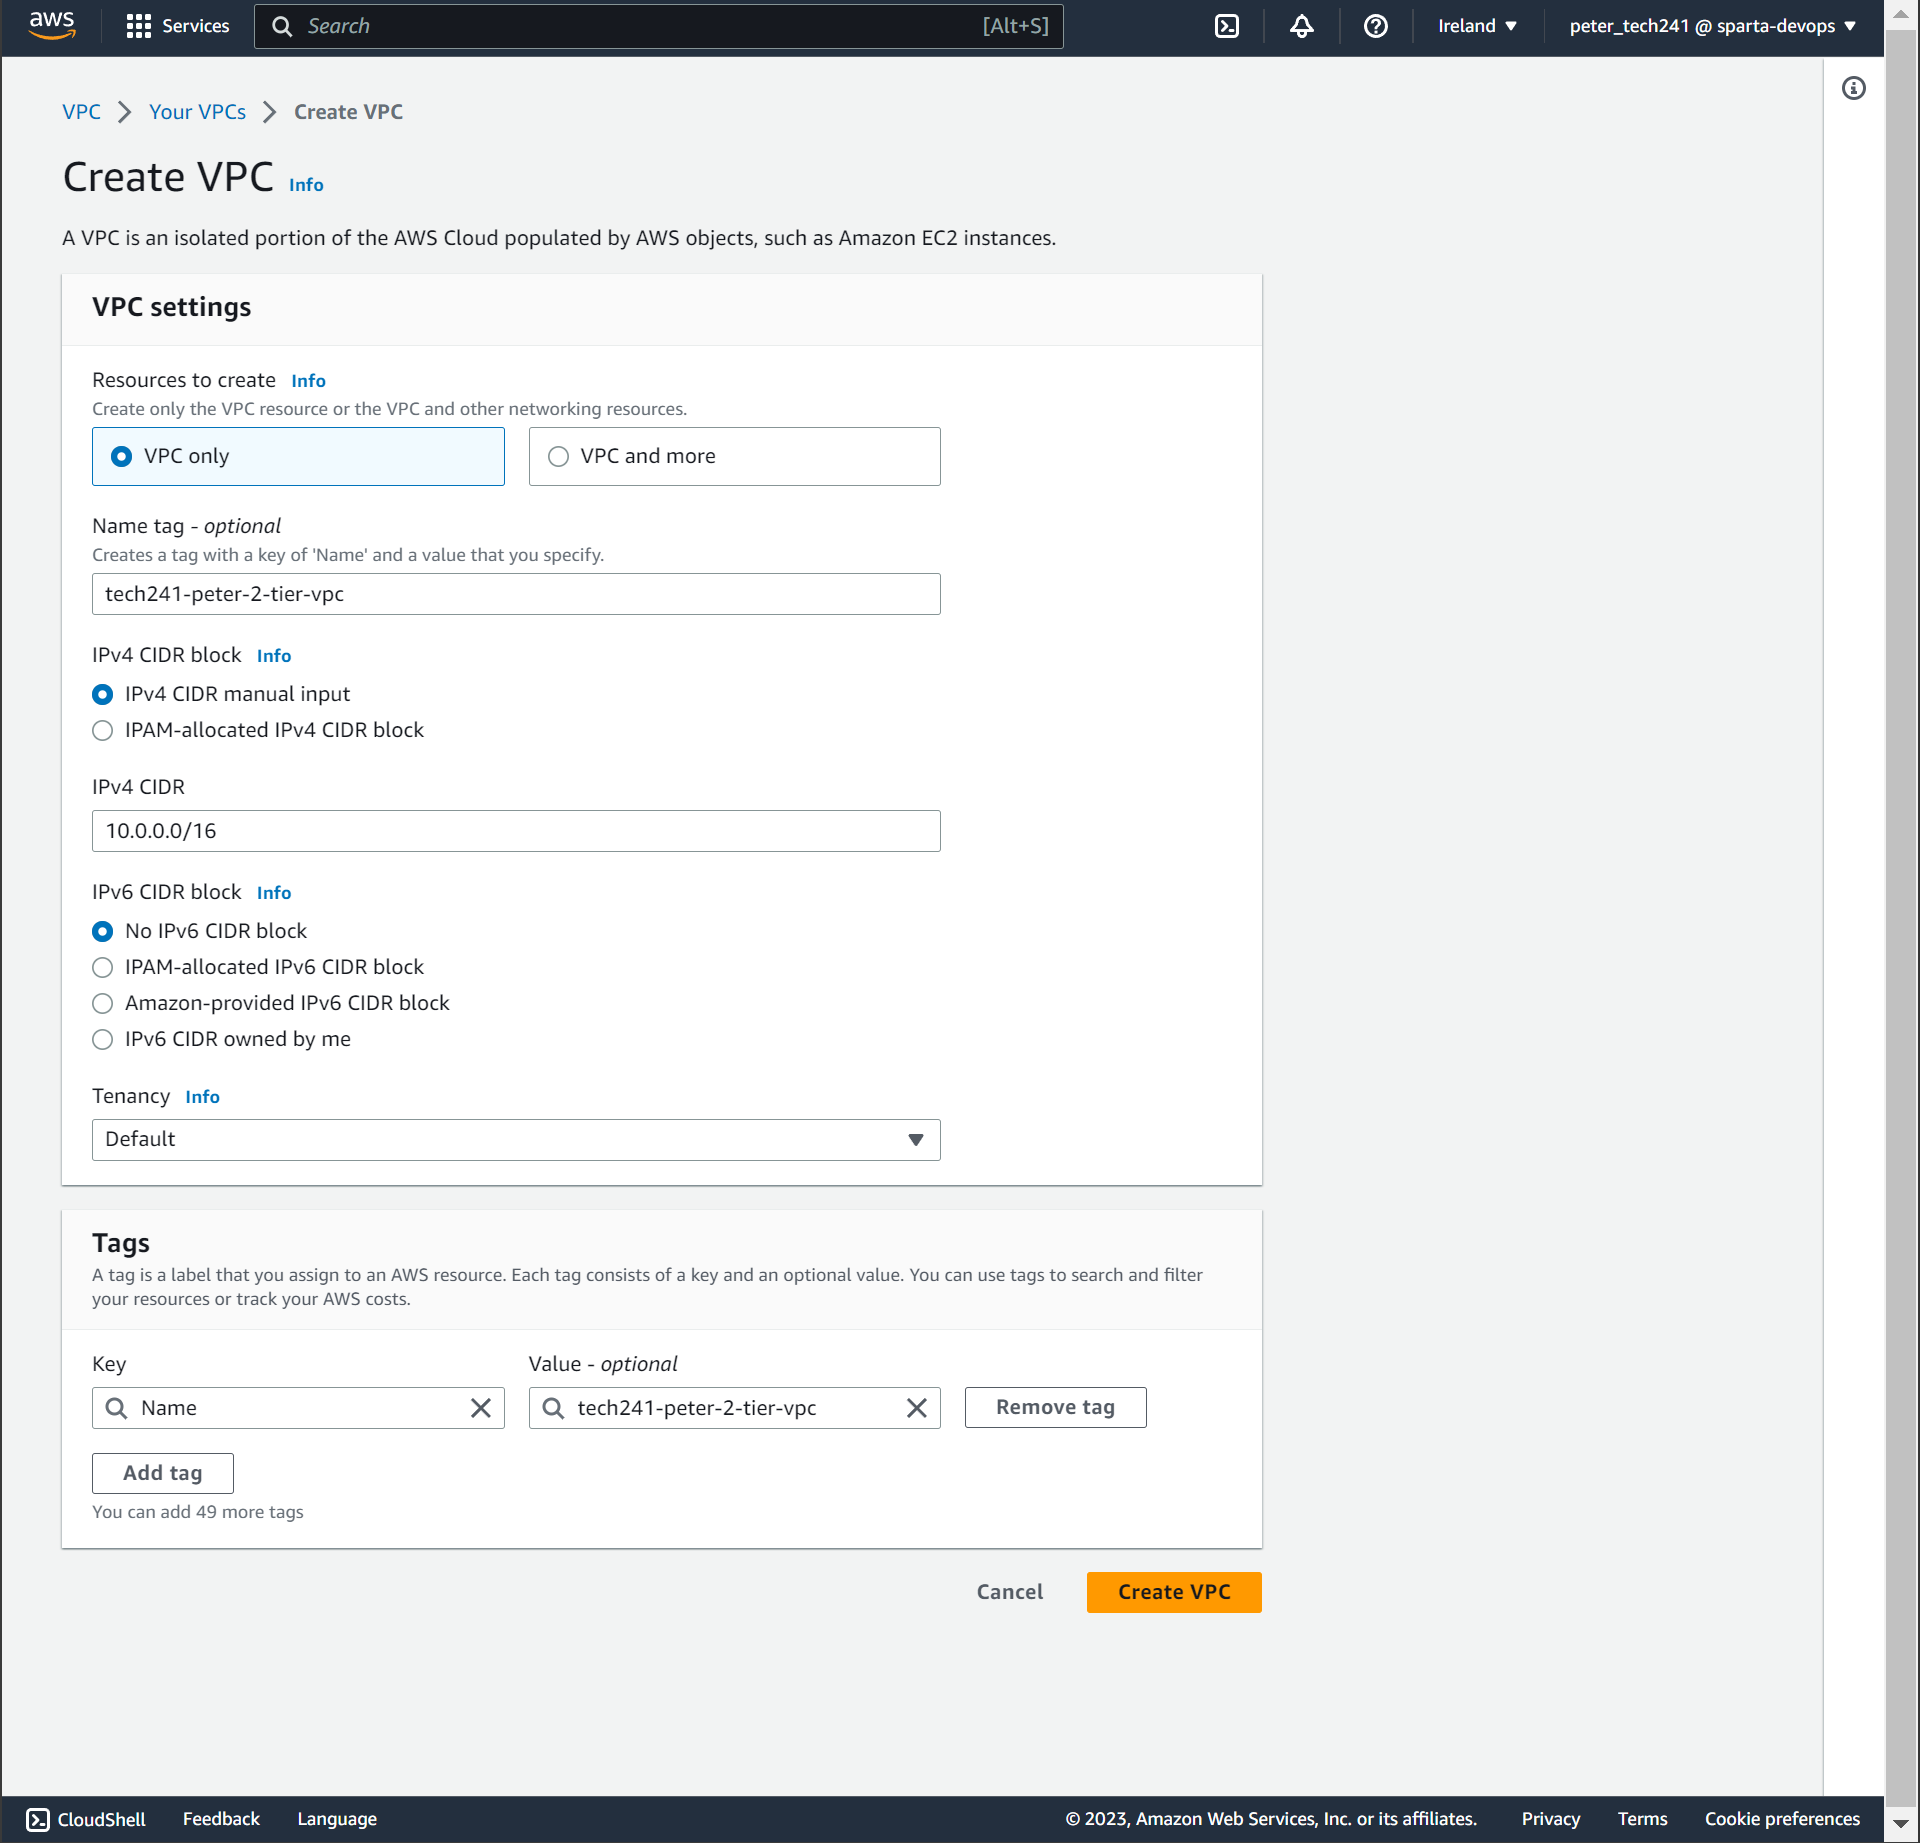 aws Services Search [Alt+S] Ireland peter_tech241 @ sparta-devops
VPC Your VPCs Create VPC
Create VPC Info
A VPC is an isolated portion of the AWS Cloud populated by AWS objects, such as Amazon EC2 instances.
VPC settings
Resources to create Info
Create only the VPC resource or the VPC and other networking resources.
VPC only VPC and more
Name tag - optional
Creates a tag with a key of 'Name' and a value that you specify.
tech241-peter-2-tier-vpc
IPv4 CIDR block Info
IPv4 CIDR manual input
IPAM-allocated IPv4 CIDR block
IPv4 CIDR
10.0.0.0/16
IPv6 CIDR block Info
No IPv6 CIDR block
IPAM-allocated IPv6 CIDR block
Amazon-provided IPv6 CIDR block
IPv6 CIDR owned by me
Tenancy Info
Default
Tags
A tag is a label that you assign to an AWS resource. Each tag consists of a key and an optional value. You can use tags to search and filter
your resources or track your AWS costs.
Key Value - optional
Name tech241-peter-2-tier-vpc Remove tag
Add tag
You can add 49 more tags
Cancel Create VPC
CloudShell Feedback Language © 2023, Amazon Web Services, Inc. or its affiliates. Privacy Terms Cookie preferences